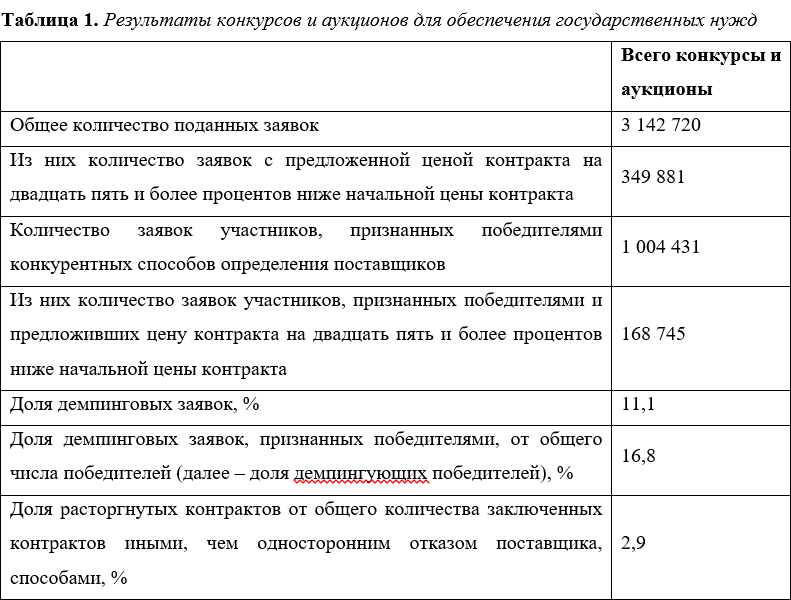 Таблица 1. Результаты конкурсов и аукционов для обеспечения государственных нужд
Всего конкурсы и
аукционы
Общее количество поданных заявок
3 142 720
Из них количество заявок с предложенной ценой контракта на
двадцать пять и более процентов ниже начальной цены контракта
349 881
Количество заявок участников, признанных победителями
конкурентных способов определения поставщиков
1 004 431
Из них количество заявок участников, признанных победителями и
предложивших цену контракта на двадцать пять и более процентов
ниже начальной цены контракта
168 745
Доля демпинговых заявок, %
11,1
Доля демпинговых заявок, признанных победителями, от общего
числа победителей (далее – доля демпингующих победителей), %
16,8
Доля расторгнутых контрактов от общего количества заключенных
контрактов иными, чем односторонним отказом поставщика,
способами, %
2,9